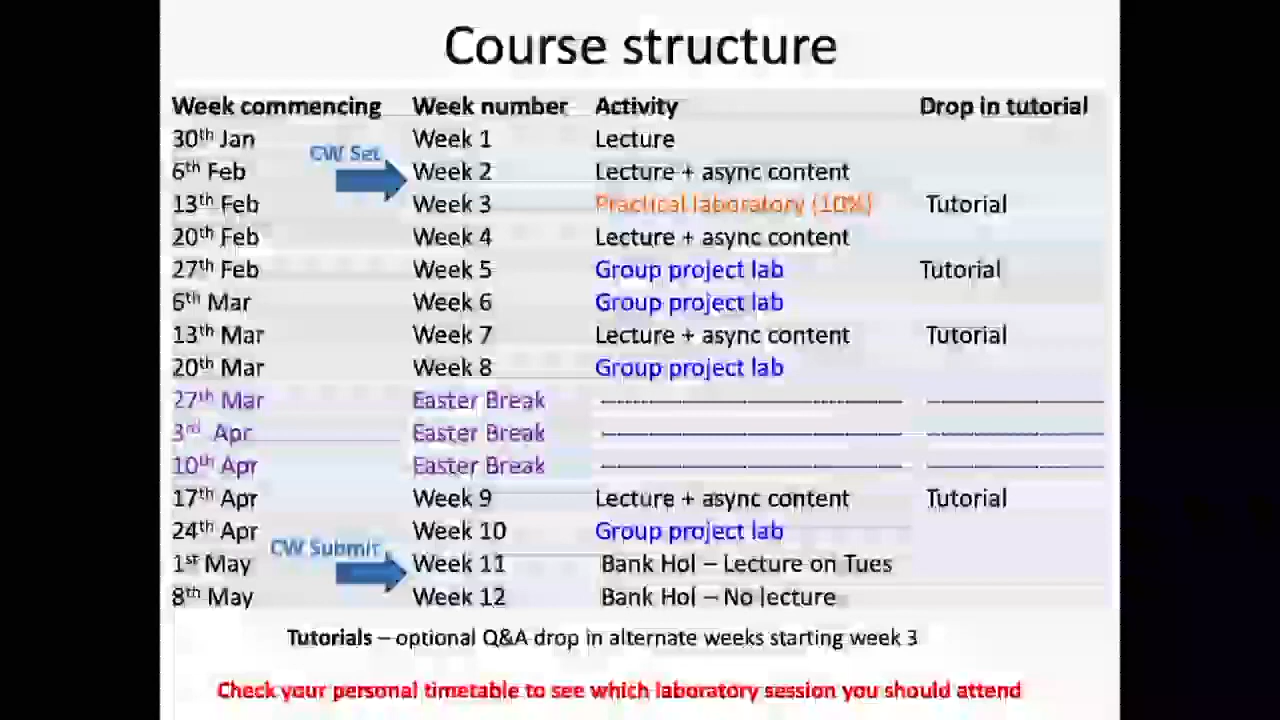 Course structure
Week commencing Week number Activity Drop in tutorial
30th Jan Week 1 Lecture
CW Set
6th Feb Week 2 Lecture + async content
13th Feb Week 3 Practical laboratory (10%) Tutorial
20th Feb Week 4 Lecture + async content
27th Feb Week 5 Group project lab Tutorial
6th Mar Week 6 Group project lab
13th Mar Week 7 Lecture + async content Tutorial
20th Mar Week 8 Group project lab
27th Mar Easter Break
3rd Apr Easter Break
10th Apr Easter Break
17th Apr Week 9 Lecture + async content Tutorial
24th Apr Week 10 Group project lab
CW Submit
1st May Week 11 Bank Hol – Lecture on Tues
8th May Week 12 Bank Hol – No lecture
Tutorials – optional Q&A drop in alternate weeks starting week 3
Check your personal timetable to see which laboratory session you should attend